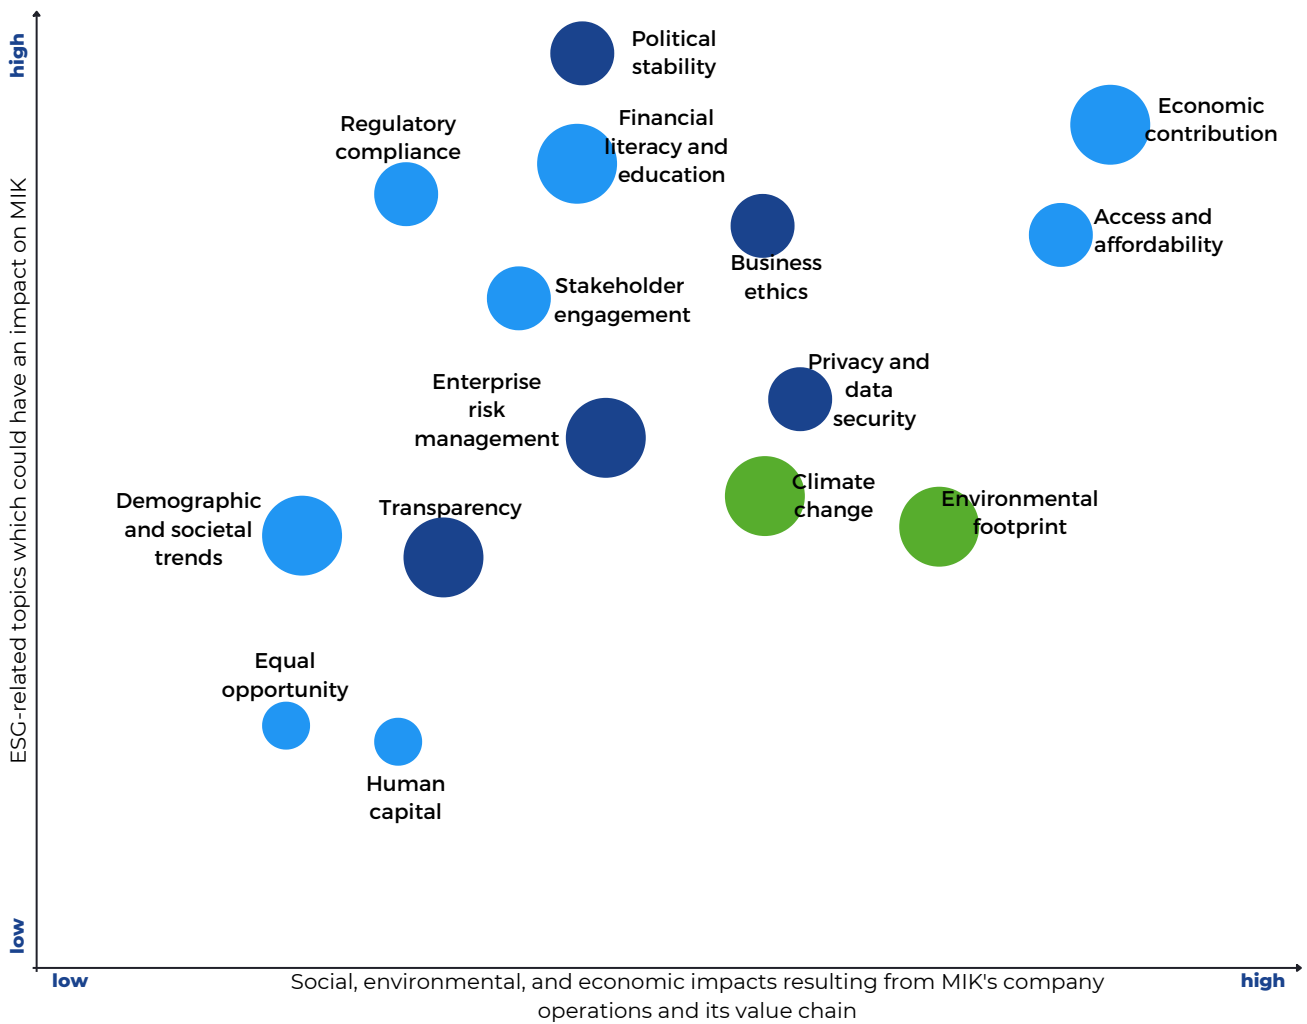 high
ESG-related topics which could have an impact on MIK
low
Political
stability
Economic
contribution
Regulatory
compliance
Financial
literacy and
education
Access and
affordability
Business
ethics
Stakeholder
engagement
Privacy and
data
security
Enterprise
risk
management
Climate
change
Environmental
footprint
Demographic
and societal
trends
Transparency
Equal
opportunity
Human
capital
low
Social, environmental, and economic impacts resulting from MIK's company
operations and its value chain
high